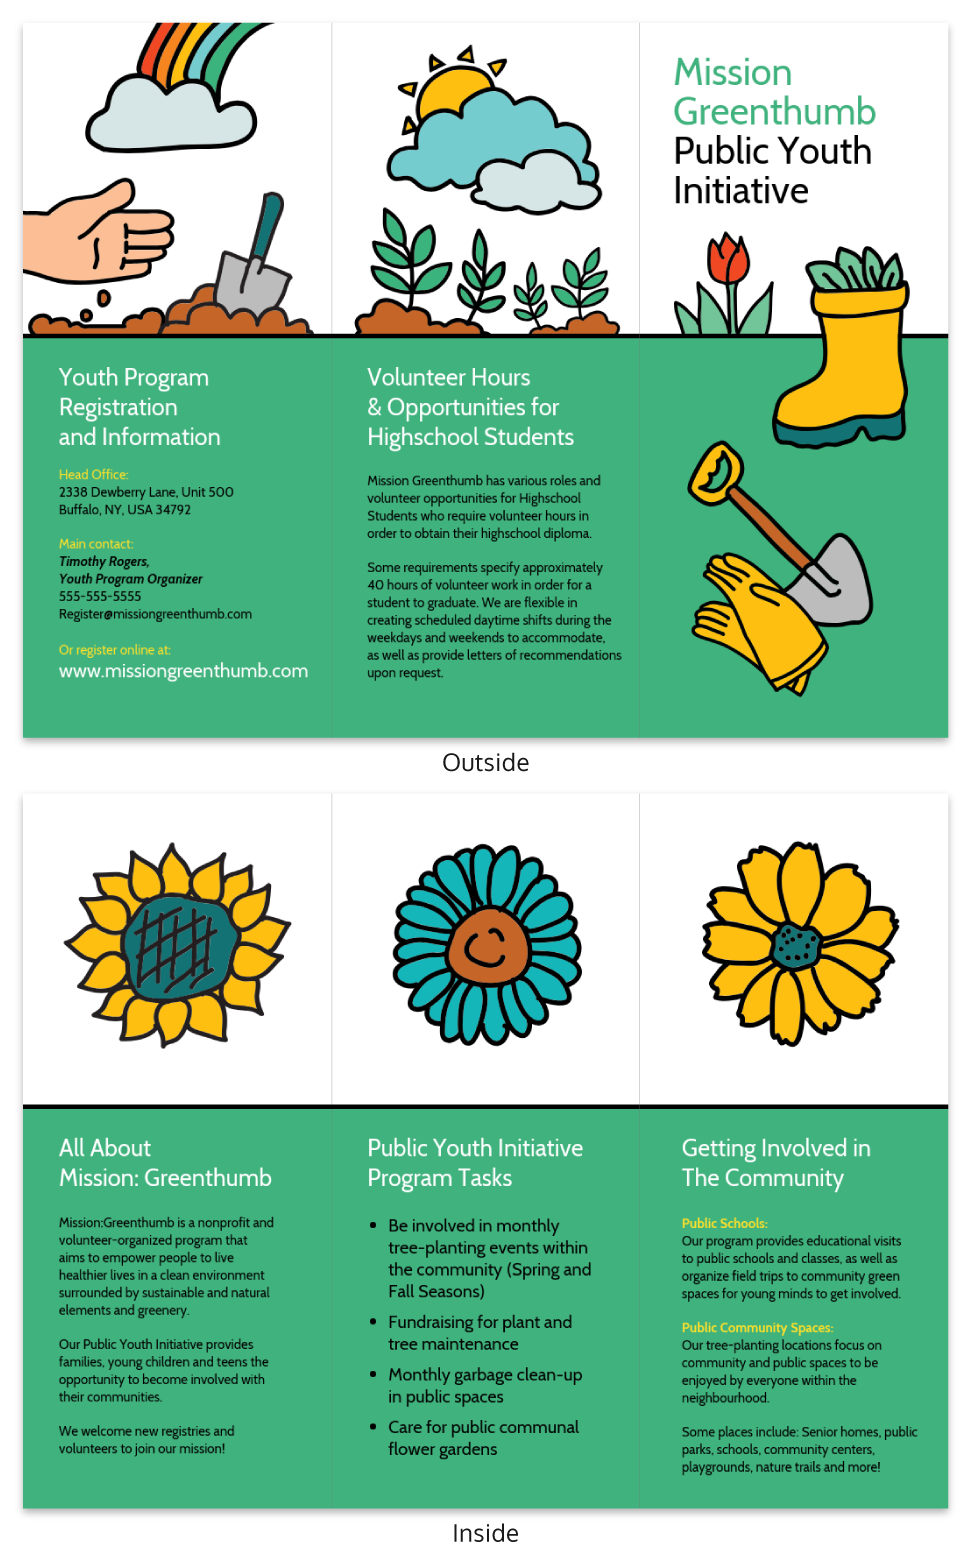 Mission
Greenthumb
Public Youth
Initiative
Youth Program
Registration
and Information
Head Office:
2338 Dewberry Lane, Unit 500
Buffalo, NY, USA 34792
Main contact:
Timothy Rogers,
Youth Program Organizer
555-555-5555
Register@missiongreenthumb.com
Or register online at:
www.missiongreenthumb.com
Volunteer Hours
& Opportunities for
Highschool Students
Mission Greenthumb has various roles and
volunteer opportunities for Highschool
Students who require volunteer hours in
order to obtain their highschool diploma.
Some requirements specify approximately
40 hours of volunteer work in order for a
student to graduate. We are flexible in
creating scheduled daytime shifts during the
weekdays and weekends to accommodate,
as well as provide letters of recommendations
upon request.
Outside
All About
Mission: Greenthumb
Mission:Greenthumb is a nonprofit and
volunteer-organized program that
aims to empower people to live
healthier lives in a clean environment
surrounded by sustainable and natural
elements and greenery.
Our Public Youth Initiative provides
families, young children and teens the
opportunity to become involved with
their communities.
We welcome new registries and
volunteers to join our mission!
Public Youth Initiative
Program Tasks
• Be involved in monthly
tree-planting events within
the community (Spring and
Fall Seasons)
• Fundraising for plant and
tree maintenance
• Monthly garbage clean-up
in public spaces
• Care for public communal
flower gardens
Getting Involved in
The Community
Public Schools:
Our program provides educational visits
to public schools and classes, as well as
organize field trips to community green
spaces for young minds to get involved.
Public Community Spaces:
Our tree-planting locations focus on
community and public spaces to be
enjoyed by everyone within the
neighbourhood.
Some places include: Senior homes, public
parks, schools, community centers,
playgrounds, nature trails and more!
Inside